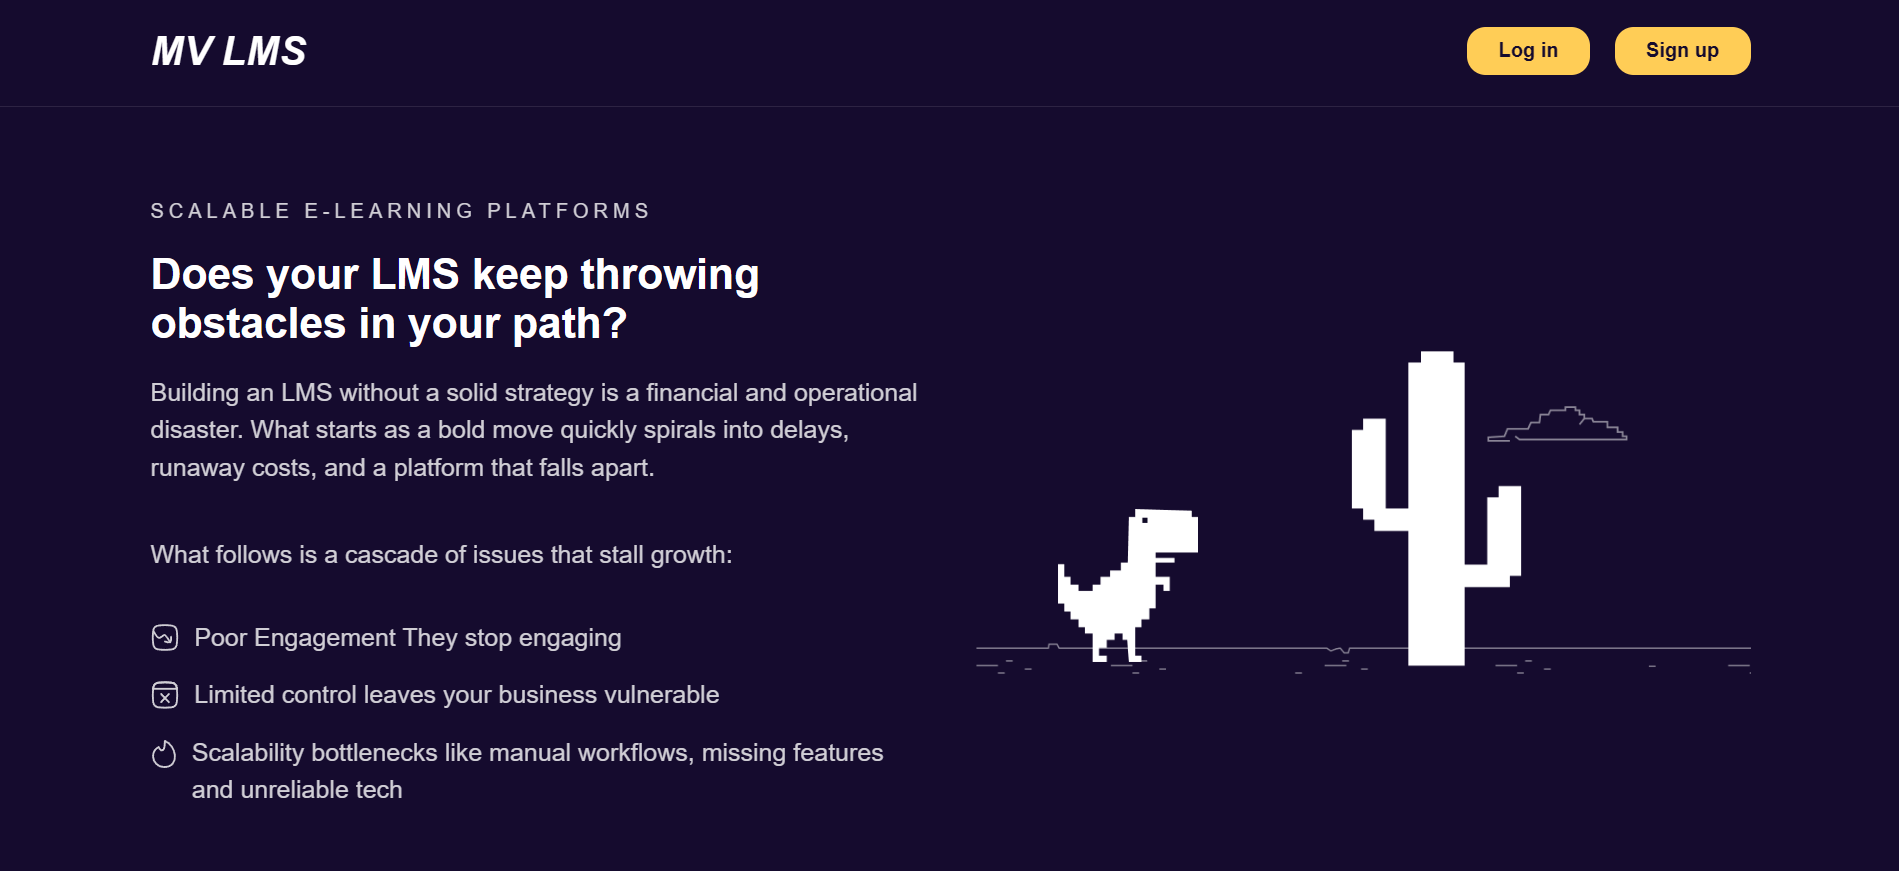 MV LMS
Log in
Sign up
SCALABLE E-LEARNING PLATFORMS
Does your LMS keep throwing
obstacles in your path?
Building an LMS without a solid strategy is a financial and operational
disaster. What starts as a bold move quickly spirals into delays,
runaway costs, and a platform that falls apart.
What follows is a cascade of issues that stall growth:
Poor Engagement They stop engaging
Limited control leaves your business vulnerable
Scalability bottlenecks like manual workflows, missing features
and unreliable tech